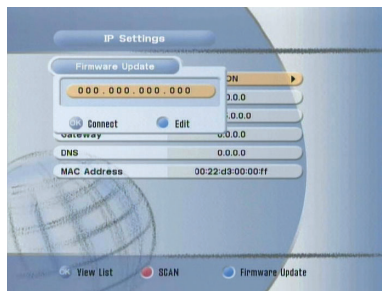 IP Settings
Firmware Update
ON
000.000.000.000
0.0.0
.0.0.0
OK Connect Edit
Gateway 0.0.0.0
DNS 0.0.0.0
MAC Address 00:22:d3:00:00:ff
OK View List SCAN Firmware Update